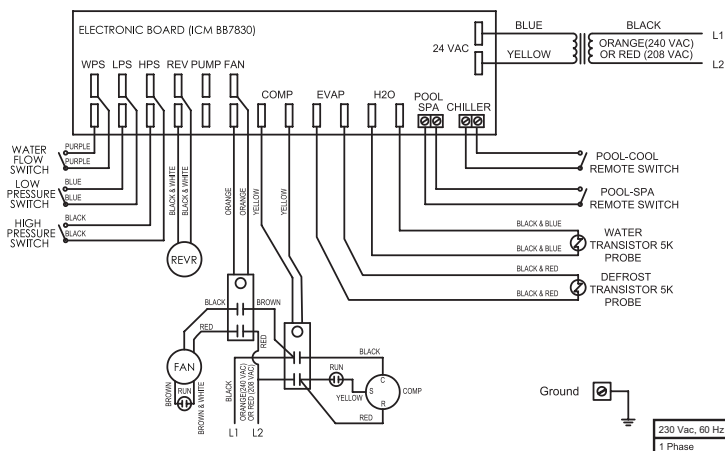 ELECTRONIC BOARD (ICM BB7830)
WPS LPS HPS REV PUMP FAN
COMP EVAP H2O
POOL
SPA CHILLER
24 VAC
BLUE
YELLOW
BLACK
ORANGE(240 VAC)
OR RED (208 VAC)
L1
L2
WATER
FLOW
SWITCH
PURPLE
PURPLE
LOW
PRESSURE
SWITCH
BLUE
BLUE
HIGH
PRESSURE
SWITCH
BLACK
BLACK
BLACK & WHITE
BLACK & WHITE
REVR
ORANGE
ORANGE
YELLOW
YELLOW
POOL-COOL
REMOTE SWITCH
POOL-SPA
REMOTE SWITCH
BLACK & BLUE
BLACK & BLUE
WATER
TRANSISTOR 5K
PROBE
BLACK & RED
BLACK & RED
DEFROST
TRANSISTOR 5K
PROBE
BLACK
BROWN
RED
RED
FAN
BROWN
RUN
BROWN & WHITE
BLACK
ORANGE(240 VAC)
OR RED (208 VAC)
L1 L2
BLACK
RUN
YELLOW
C
S
R
COMP
RED
Ground
230 Vac, 60 Hz
1 Phase